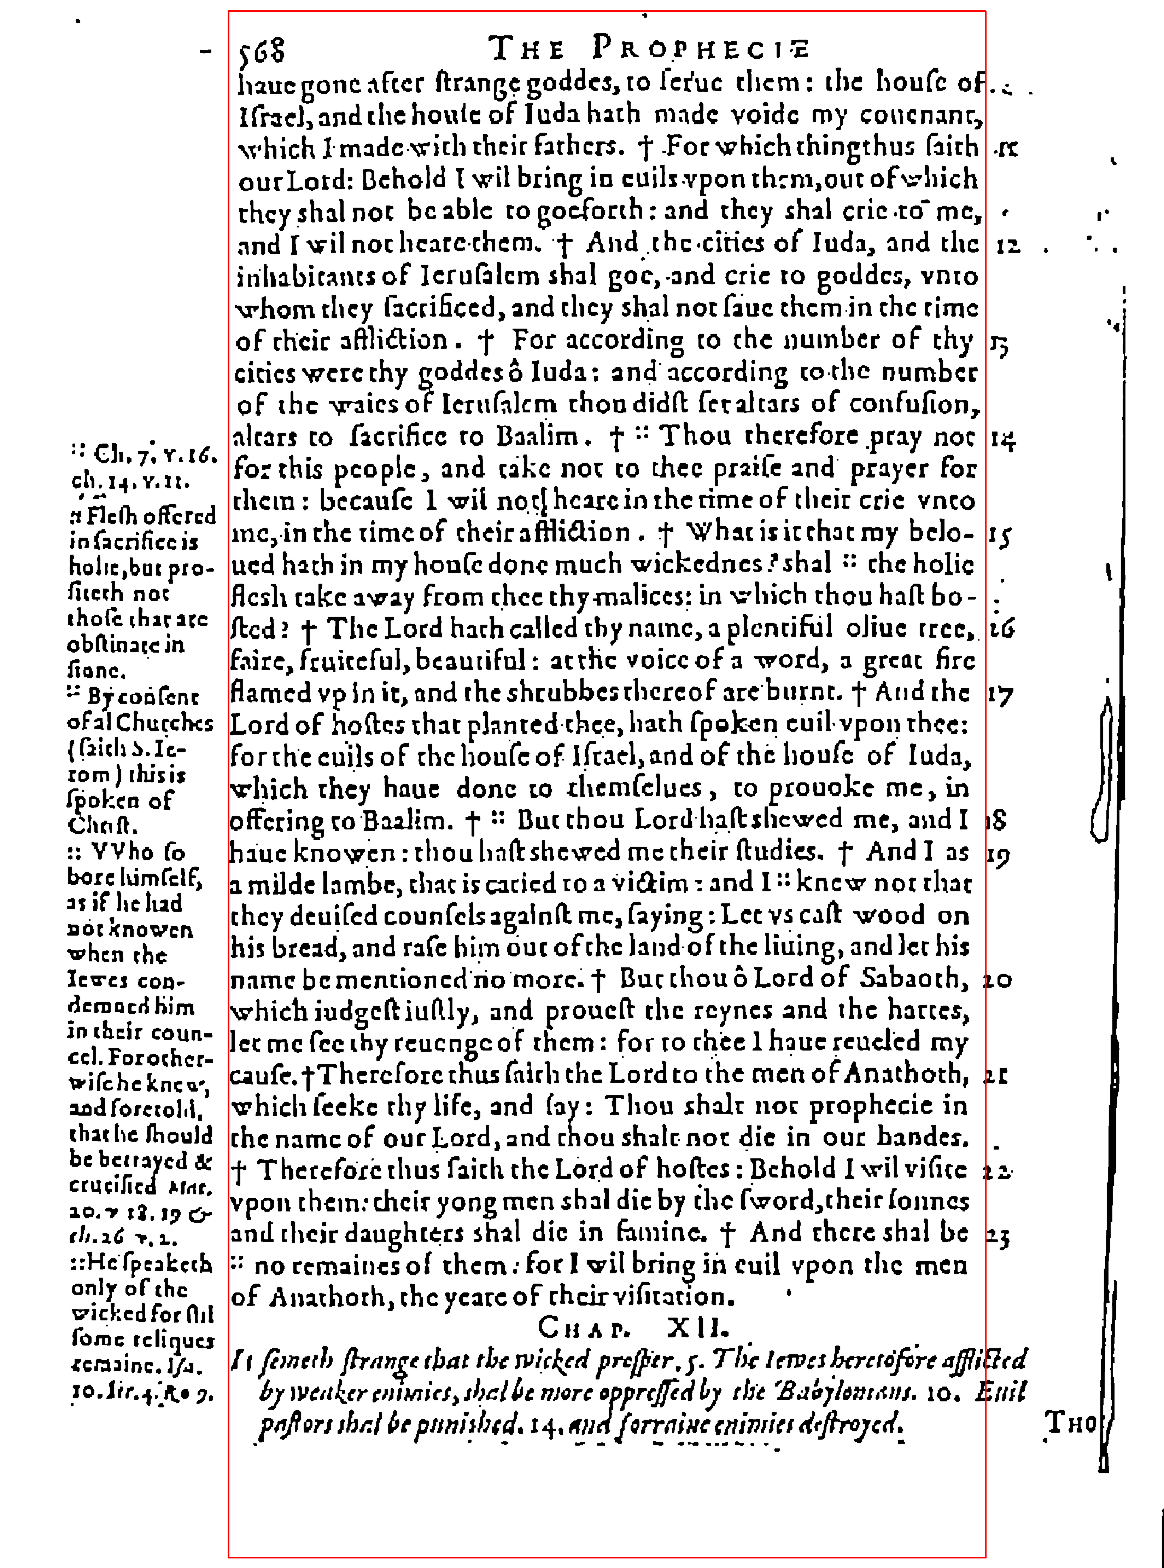 568 THE PROPHECIE
haue gone after ſtrange goddes, to ſerue them: the houſe of
Iſrael, and the houſe of Iuda hath made voide my couenant,
which I made with their fathers. † For which thing thus ſaith 11
our Lord: Behold I wil bring in euils vpon them, out of which
they shal not be able to goe forth: and they shal crie to me,
and I wil not heare them. † And the cities of Iuda, and the 12
inhabitants of Ieruſalem shal goe, and crie to goddes, vnto
whom they ſacrificed, and they shal not ſaue them in the time
of their affliction. † For according to the number of thy 13
cities were thy goddes ô Iuda: and according to the number
of the waies of Ieruſalem thou didſt ſet altars of confuſion,
altars to ſacrifice to Baalim. † :: Thou therefore pray not 14
for this people, and take not to thee praiſe and prayer for
them: becauſe I wil not heare in the time of their crie vnto
me, in the time of their affliction. † What is it that my belo- 15
ued hath in my houſe done much wickednes? shal :: the holie
flesh take away from thee thy malices: in which thou haſt bo-
ſted? † The Lord hath called thy name, a plentiful oliue tree, 16
faire, fruiteful, beautiful: at the voice of a word, a great fire
flamed vp in it, and the shrubbes thereof are burnt. † And the 17
Lord of hoſtes that planted thee, hath ſpoken euil vpon thee:
for the euils of the houſe of Iſrael, and of the houſe of Iuda,
which they haue done to themſelues, to prouoke me, in
offering to Baalim. † :: But thou Lord haſt shewed me, and I 18
haue knowen: thou haſt shewed me their ſtudies. † And I as 19
a milde lambe, that is caried to a victim: and I :: knew not that
they deuiſed counſels againſt me, ſaying: Let vs caſt wood on
his bread, and raſe him out of the land of the liuing, and let his
name be mentioned no more. † But thou ô Lord of Sabaoth, 20
which iudgeſt iuſtly, and proueſt the reynes and the hartes,
let me ſee thy reuenge of them: for to thee I haue reueled my
cauſe. † Therefore thus ſaith the Lord to the men of Anathoth, 21
which ſeeke thy life, and ſay: Thou shalt not prophecie in
the name of our Lord, and thou shalt not die in our handes.
† Therefore thus ſaith the Lord of hoſtes: Behold I wil viſite 22
vpon them: their yong men shal die by the ſword, their ſonnes
and their daughters shal die in famine. † And there shal be 23
:: no remaines of them: for I wil bring in euil vpon the men
of Anathoth, the yeare of their viſitation.
:: Ch. 7. v. 16.
ch. 14. v. 11.
:: Fleſh offered
in ſacrifice is
holie, but pro-
fiteth not
thoſe that are
obſtinate in
ſinne.
:: By conſent
of al Churches
(ſaith S. Ie-
rom) this is
ſpoken of
Chriſt.
:: VVho ſo
bore himſelf,
as if he had
not knowen
when the
Iewes con-
demned him
in their coun-
cel. For other-
wiſe he knew,
and foretold,
that he ſhould
be betrayed &
crucified Mat.
20. v 18. 19 &
ch. 26 v. 2.
:: He ſpeaketh
only of the
wicked for ſtil
ſome reliques
remaine. Iſa.
10. Ier. 4. Ro 9.
CHAP. XII.
It ſemeth ſtrange that the wicked proſper, 5. The Iewes heretofore afflicted
by weaker enimies, shal be more oppreſſed by the Babylonians. 10. Euil
paſtors shal be punished. 14. and forraine enimies deſtroyed.
THO